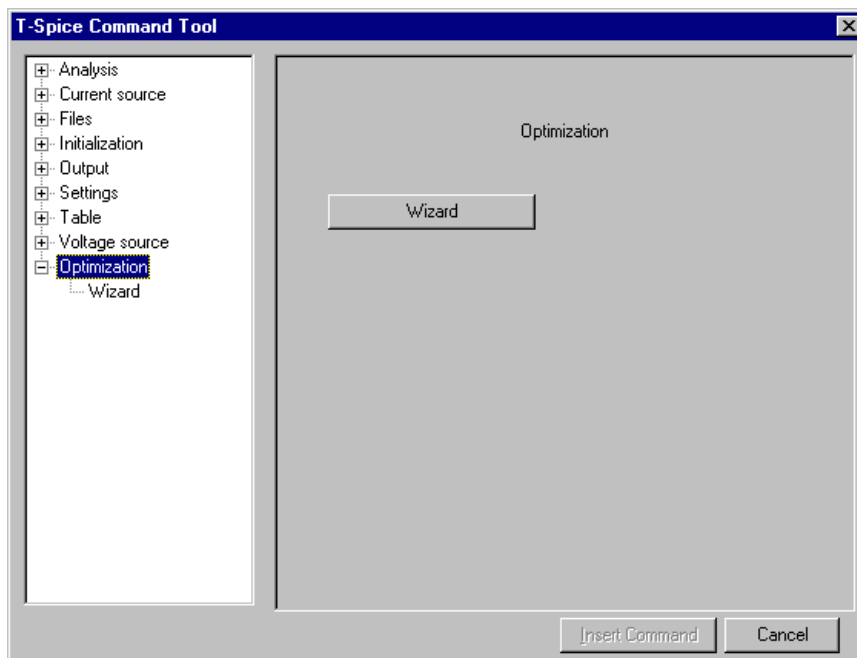 T-Spice Command Tool
Analysis
Current source
Files
Initialization
Output
Settings
Table
Voltage source
Optimization
Wizard
Optimization
Wizard
Insert Command
Cancel